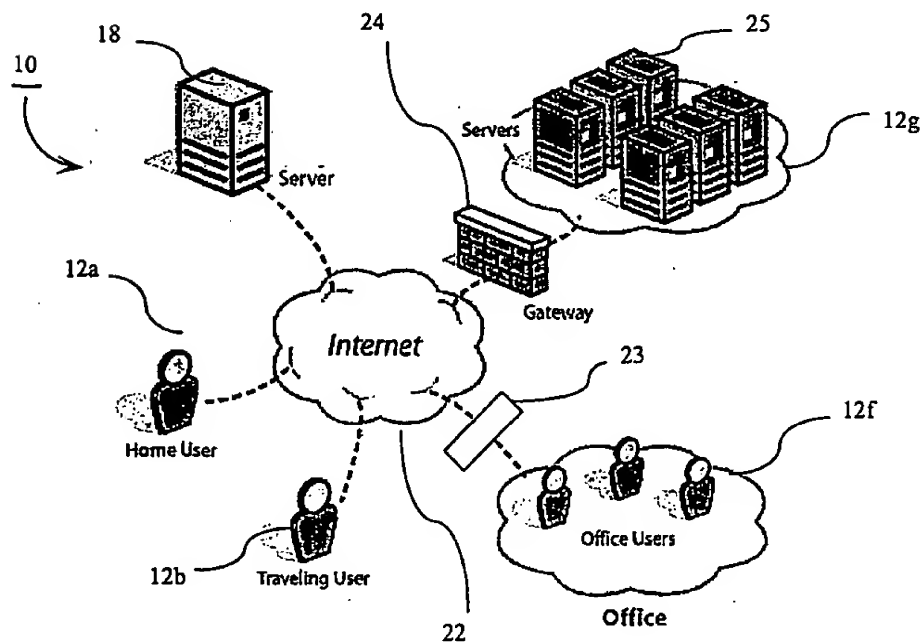 24
25
18
10
Servers
12g
Server
12a
Gateway
Internet
23
12f
Home User
Office Users
12b
Traveling User
Office
22